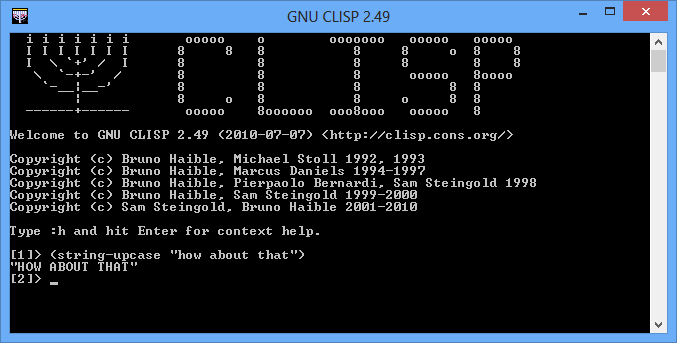 GNU CLISP 2.49
i i i i i i i       ooooo    o        ooooooo   ooooo   ooooo
I I I I I I I      8     8   8           8     8     o  8    8
I  \ `+' /  I      8         8           8     8        8    8
 \  `-+-'  /       8         8           8      ooooo   8oooo
  `-__|__-'        8         8           8           8  8
      |            8     o   8           8     o     8  8
------+------       ooooo    8oooooo  ooo8ooo   ooooo   8
Welcome to GNU CLISP 2.49 (2010-07-07) <http://clisp.cons.org/>
Copyright (c) Bruno Haible, Michael Stoll 1992, 1993
Copyright (c) Bruno Haible, Marcus Daniels 1994-1997
Copyright (c) Bruno Haible, Pierpaolo Bernardi, Sam Steingold 1998
Copyright (c) Bruno Haible, Sam Steingold 1999-2000
Copyright (c) Sam Steingold, Bruno Haible 2001-2010
Type :h and hit Enter for context help.
[1]> (string-upcase "how about that")
"HOW ABOUT THAT"
[2]> _